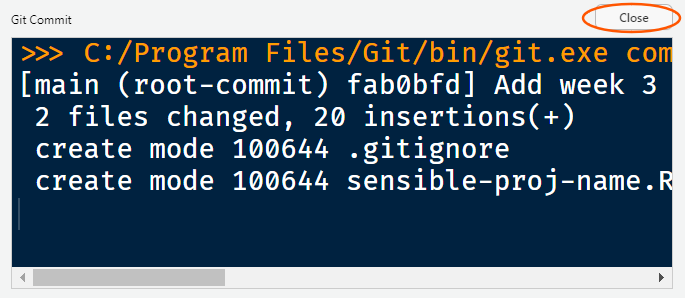 Git Commit
Close
>>> C:/Program Files/Git/bin/git.exe com
[main (root-commit) fab0bfd] Add week 3
2 files changed, 20 insertions(+)
create mode 100644 .gitignore
create mode 100644 sensible-proj-name.R